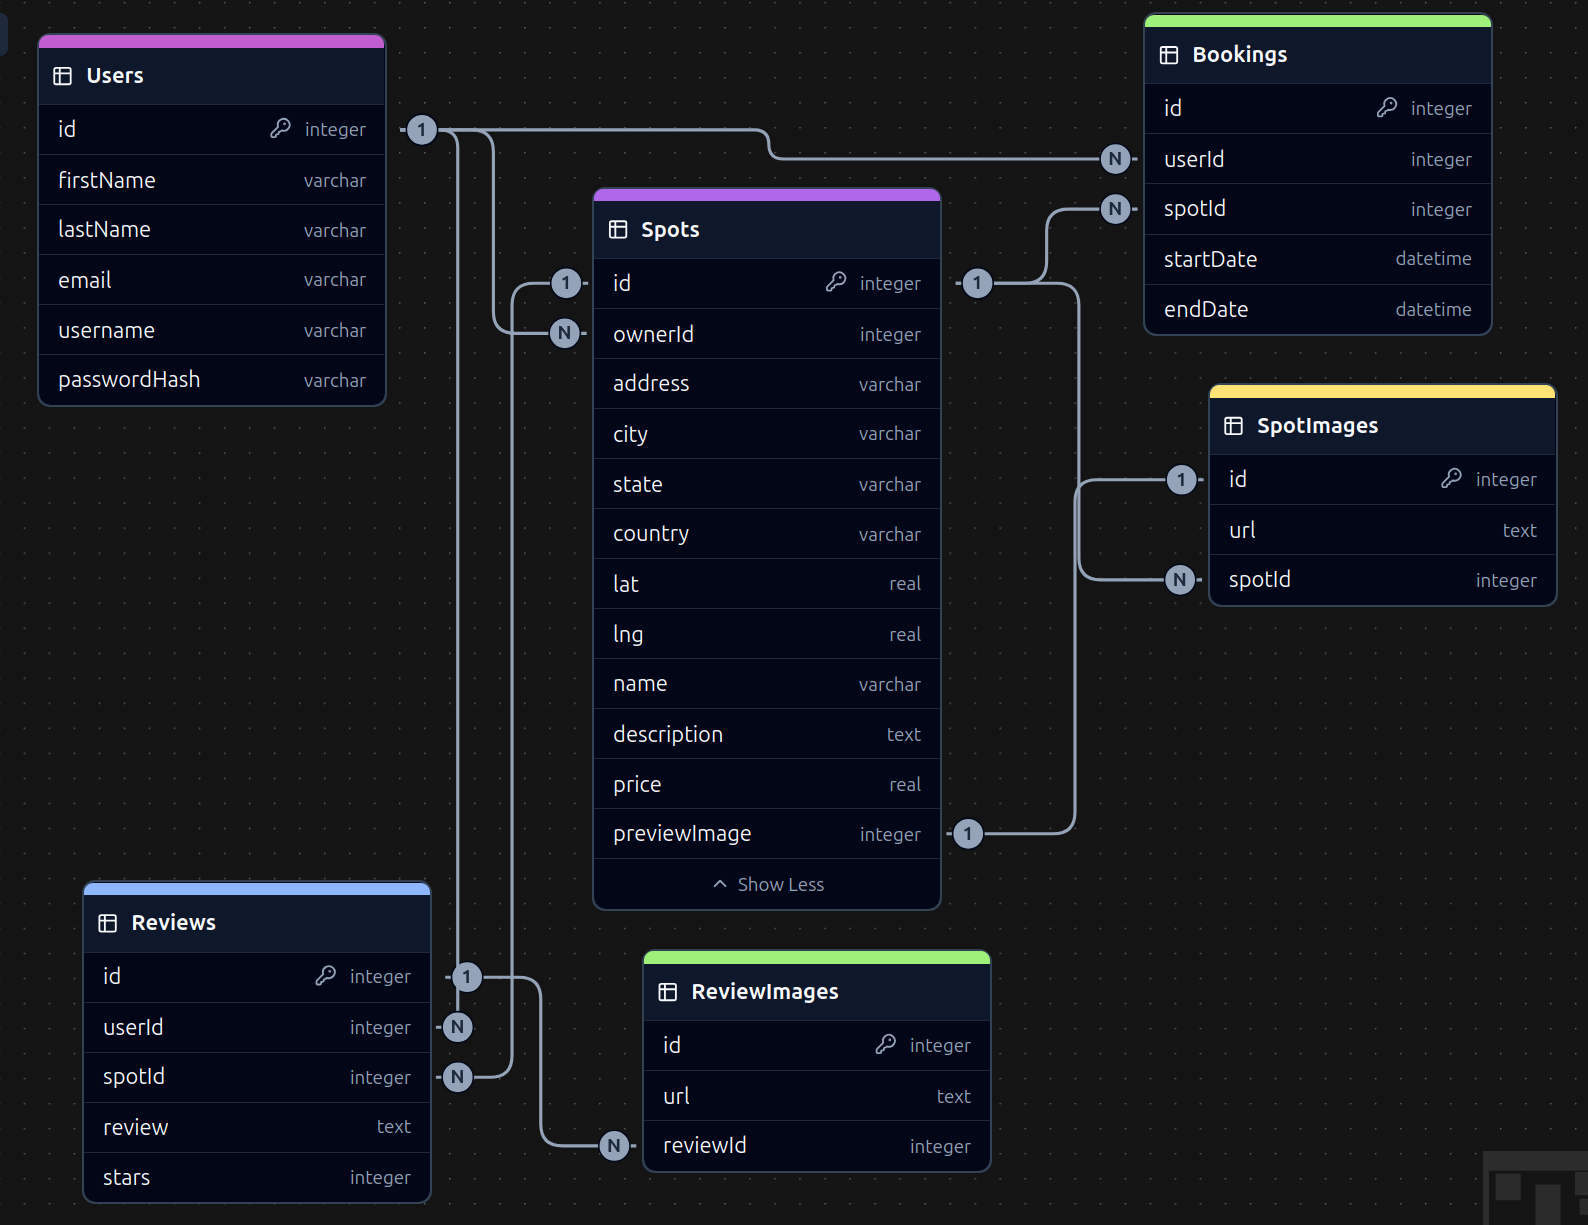 Users
id integer
firstName varchar
lastName varchar
email varchar
username varchar
passwordHash varchar
1
N
N
Bookings
id integer
userId integer
spotId integer
startDate datetime
endDate datetime
Spots
1
N
1
id integer
ownerId integer
address varchar
city varchar
state varchar
country varchar
lat real
lng real
name varchar
description text
price real
previewImage integer
1
Show Less
SpotImages
1
N
id integer
url text
spotId integer
Reviews
id integer
userId integer
spotId integer
review text
stars integer
1
N
N
ReviewImages
N
id integer
url text
reviewId integer